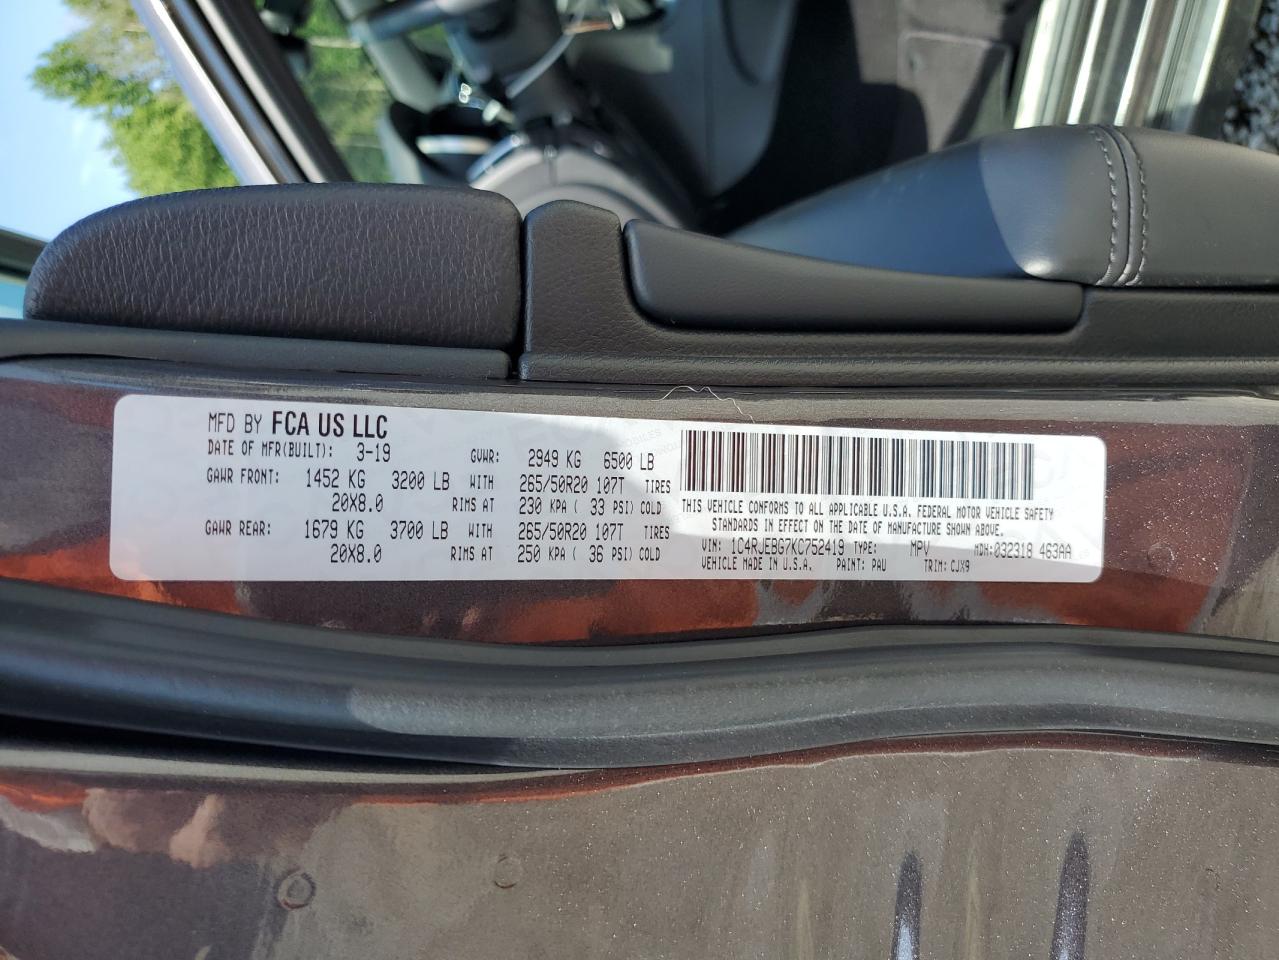 MFD BY FCA US LLC
DATE OF MFR(BUILT): 3-19 GVWR: 2949 KG 6500 LB
GAWR FRONT: 1452 KG 3200 LB WITH 265/50R20 107T TIRES
20X8.0 RIMS AT 230 KPA ( 33 PSI) COLD
GAWR REAR: 1679 KG 3700 LB WITH 265/50R20 107T TIRES
20X8.0 RIMS AT 250 KPA ( 36 PSI) COLD
THIS VEHICLE CONFORMS TO ALL APPLICABLE U.S.A. FEDERAL MOTOR VEHICLE SAFETY
STANDARDS IN EFFECT ON THE DATE OF MANUFACTURE SHOWN ABOVE.
VIN: 1C4RJEBG7KC752419 TYPE: MPV MDH: 032318 463AA
VEHICLE MADE IN U.S.A. PAINT: PAU TRIM: CJX9